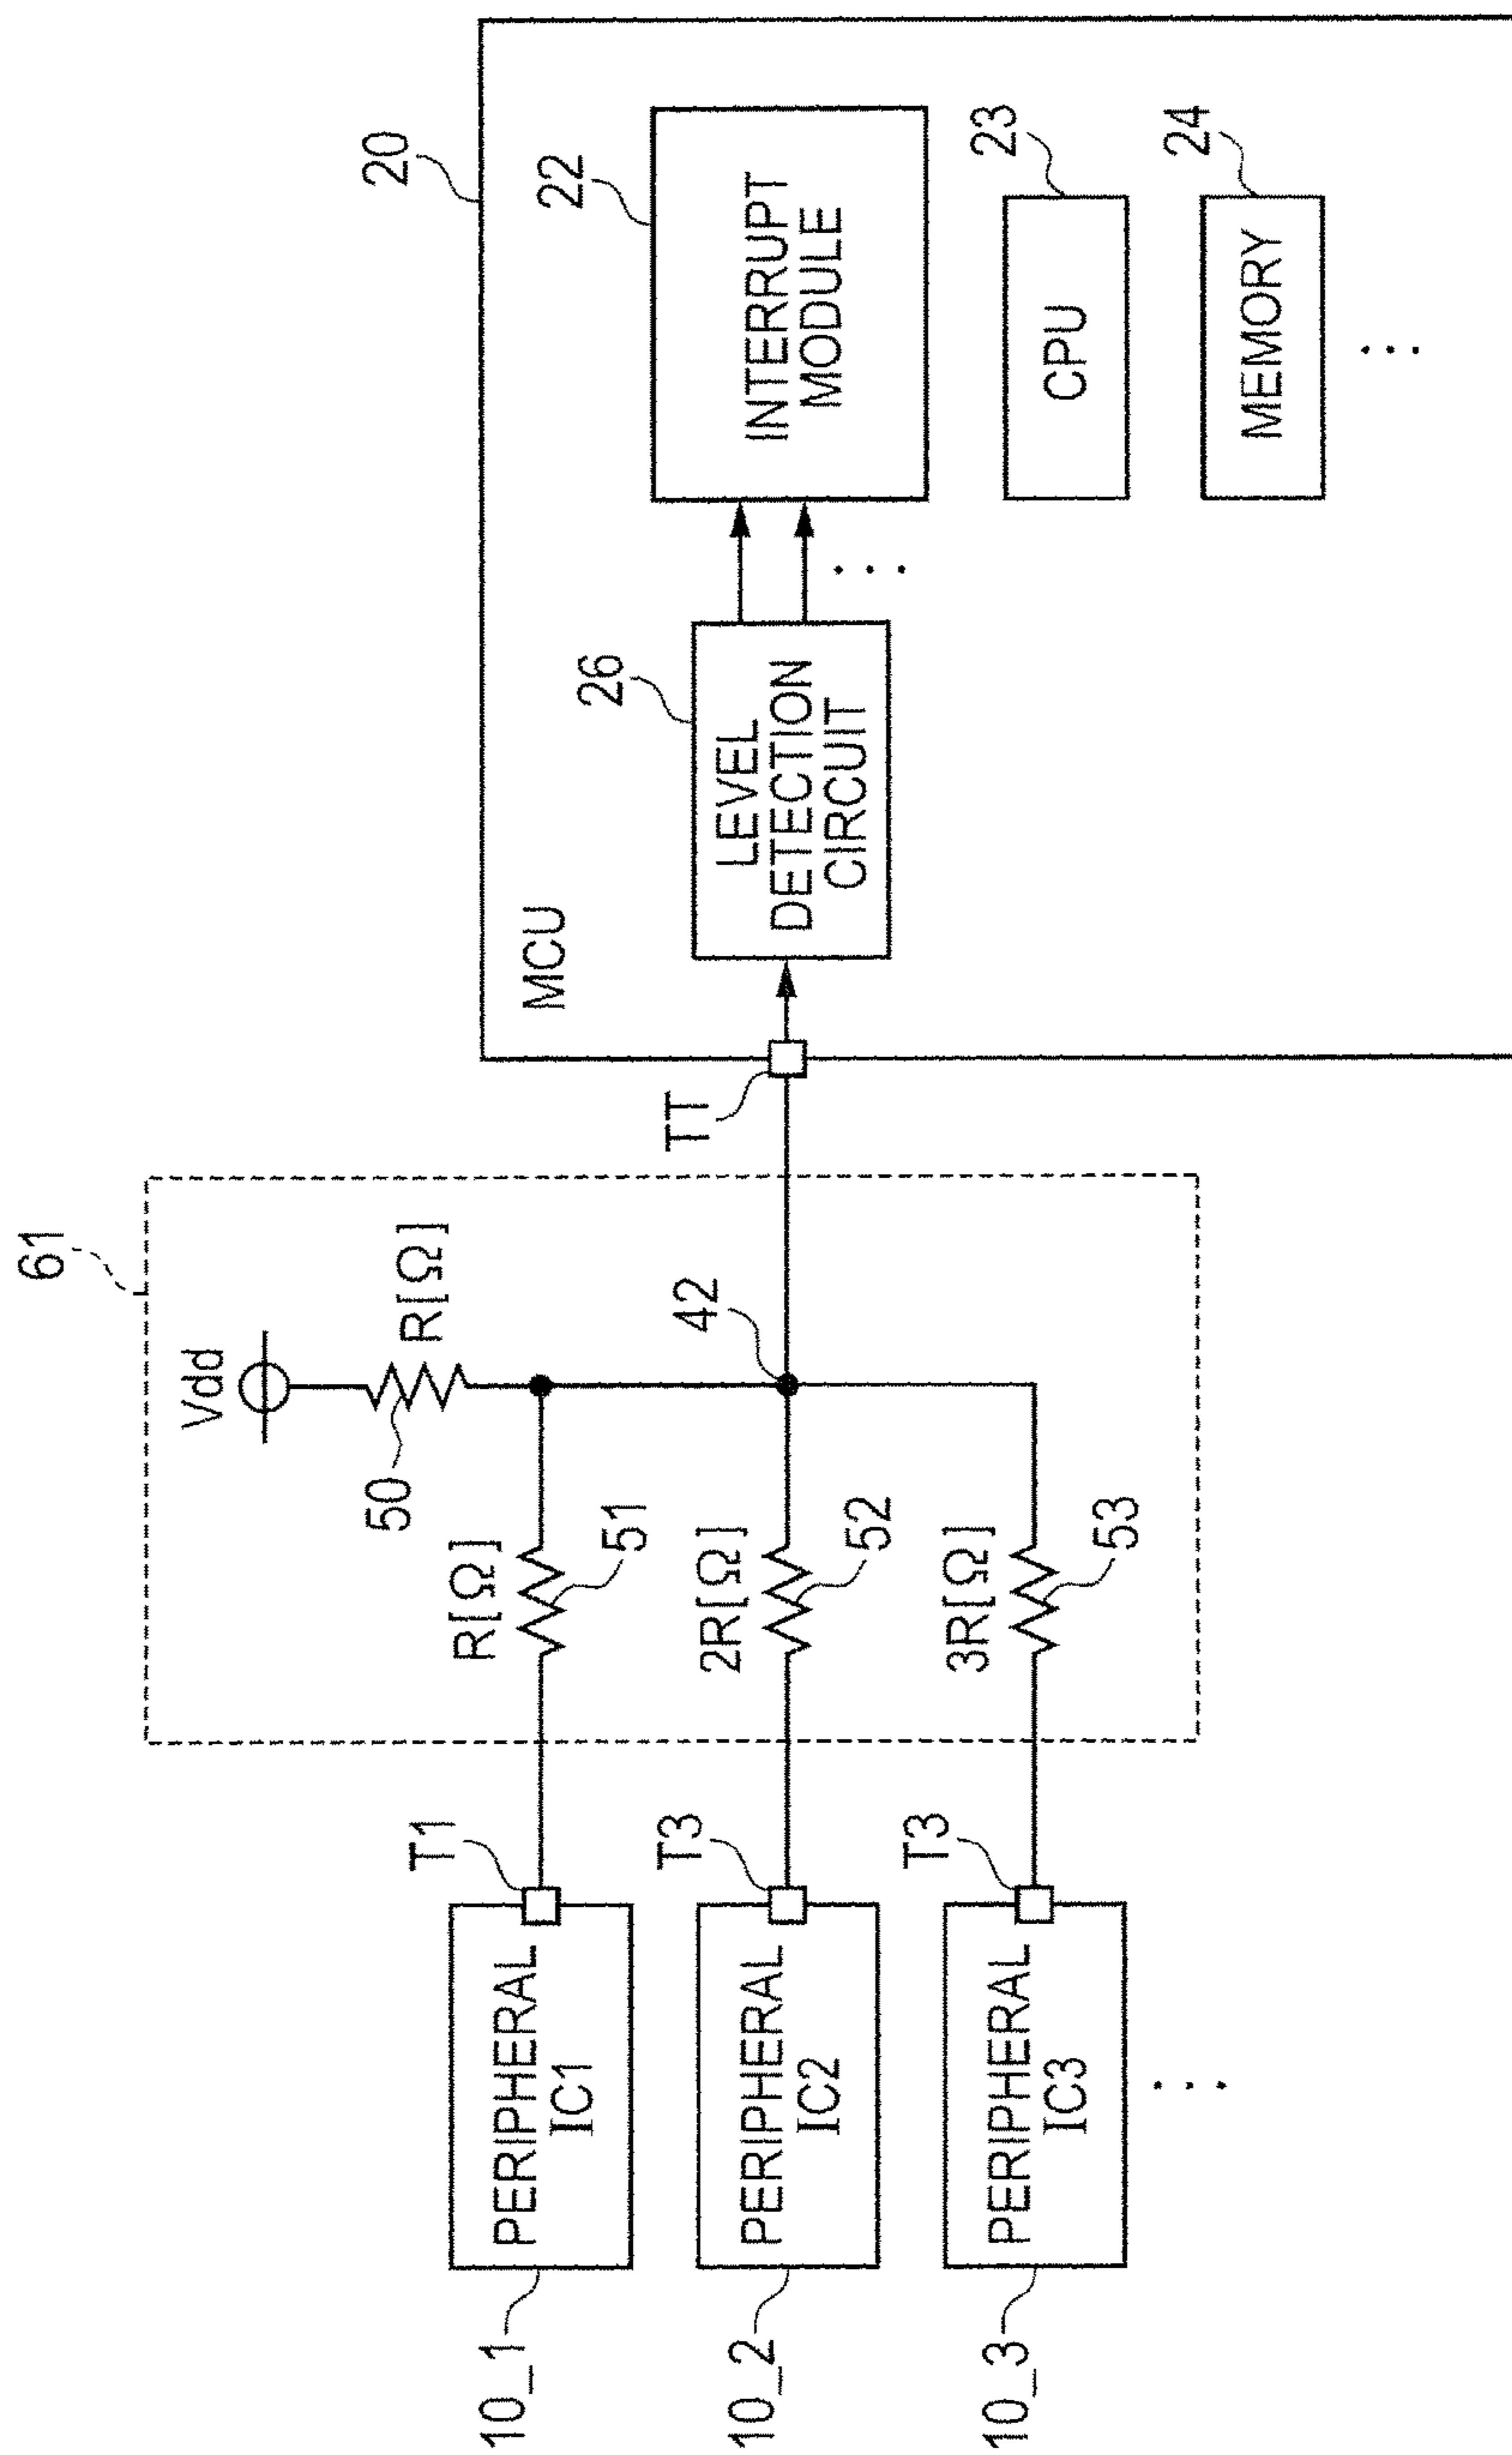 61
Vdd
R[Ω]
50
R[Ω]
51
2R[Ω]
52
3R[Ω]
53
42
T1
T3
T3
PERIPHERAL
IC1
PERIPHERAL
IC2
PERIPHERAL
IC3
...
10_1
10_2
10_3
TT
20
MCU
26
LEVEL
DETECTION
CIRCUIT
...
22
INTERRUPT
MODULE
23
CPU
24
MEMORY
...